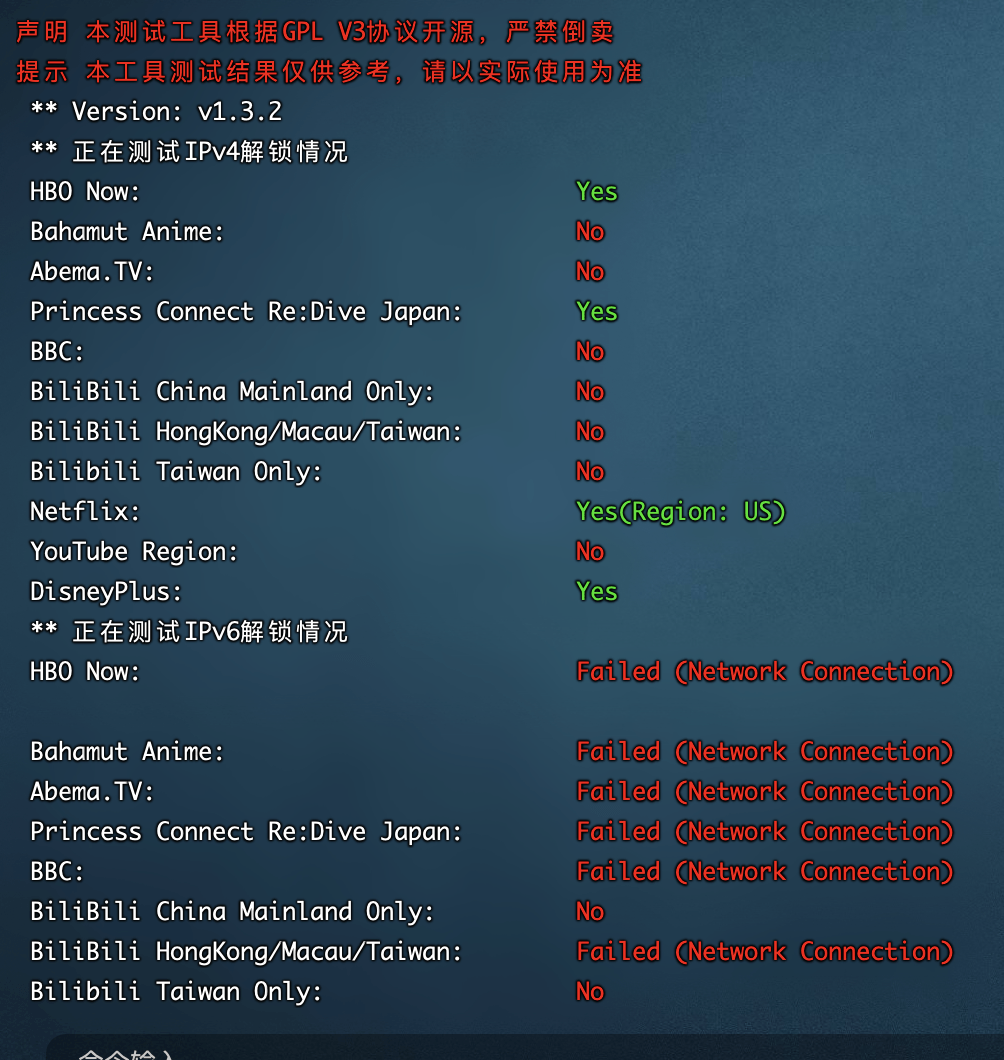 声明 本测试工具根据GPL V3协议开源，严禁倒卖
提示 本工具测试结果仅供参考，请以实际使用为准
** Version: v1.3.2
** 正在测试IPv4解锁情况
HBO Now: Yes
Bahamut Anime: No
Abema.TV: No
Princess Connect Re:Dive Japan: Yes
BBC: No
BiliBili China Mainland Only: No
BiliBili HongKong/Macau/Taiwan: No
Bilibili Taiwan Only: No
Netflix: Yes(Region: US)
YouTube Region: No
DisneyPlus: Yes
** 正在测试IPv6解锁情况
HBO Now: Failed (Network Connection)
Bahamut Anime: Failed (Network Connection)
Abema.TV: Failed (Network Connection)
Princess Connect Re:Dive Japan: Failed (Network Connection)
BBC: Failed (Network Connection)
BiliBili China Mainland Only: No
BiliBili HongKong/Macau/Taiwan: Failed (Network Connection)
Bilibili Taiwan Only: No
命令输入